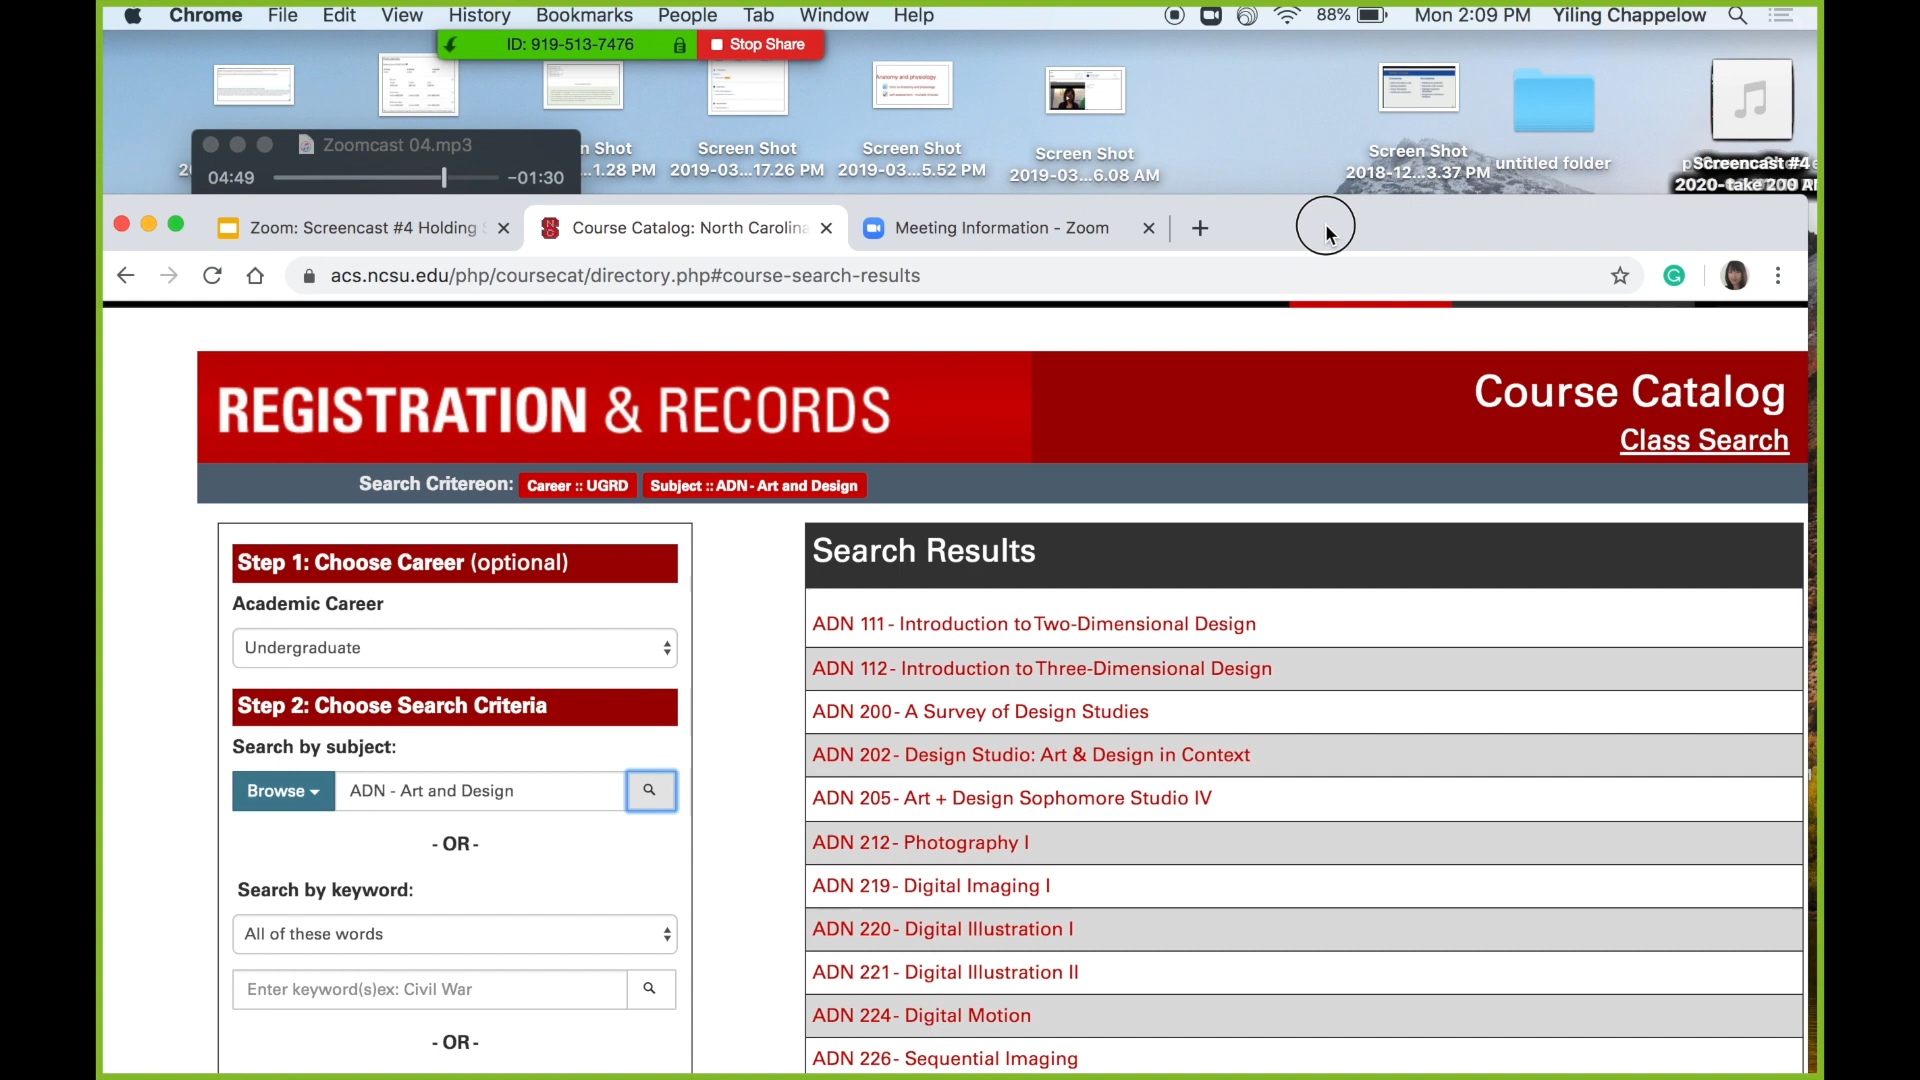 Chrome File Edit View History Bookmarks People Tab Window Help 88% Mon 2:09 PM Yiling Chappelow
ID: 919-513-7476 Stop Share
Anatomy and physiology
Zoomcast 04.mp3
04:49 -01:30
n Shot
...1.28 PM
Screen Shot
2019-03...17.26 PM
Screen Shot
2019-03...5.52 PM
Screen Shot
2019-03...6.08 AM
Screen Shot
2018-12...3.37 PM
untitled folder
Screencast #4
Zoom: Screencast #4 Holding Course Catalog: North Carolina Meeting Information - Zoom
acs.ncsu.edu/php/coursecat/directory.php#course-search-results
REGISTRATION & RECORDS
Course Catalog
Class Search
Search Critereon: Career :: UGRD Subject :: ADN - Art and Design
Step 1: Choose Career (optional)
Academic Career
Undergraduate
Step 2: Choose Search Criteria
Search by subject:
Browse ADN - Art and Design
- OR -
Search by keyword:
All of these words
Enter keyword(s)ex: Civil War
- OR -
Search Results
ADN 111 - Introduction to Two-Dimensional Design
ADN 112 - Introduction to Three-Dimensional Design
ADN 200 - A Survey of Design Studies
ADN 202 - Design Studio: Art & Design in Context
ADN 205 - Art + Design Sophomore Studio IV
ADN 212 - Photography I
ADN 219 - Digital Imaging I
ADN 220 - Digital Illustration I
ADN 221 - Digital Illustration II
ADN 224 - Digital Motion
ADN 226 - Sequential Imaging